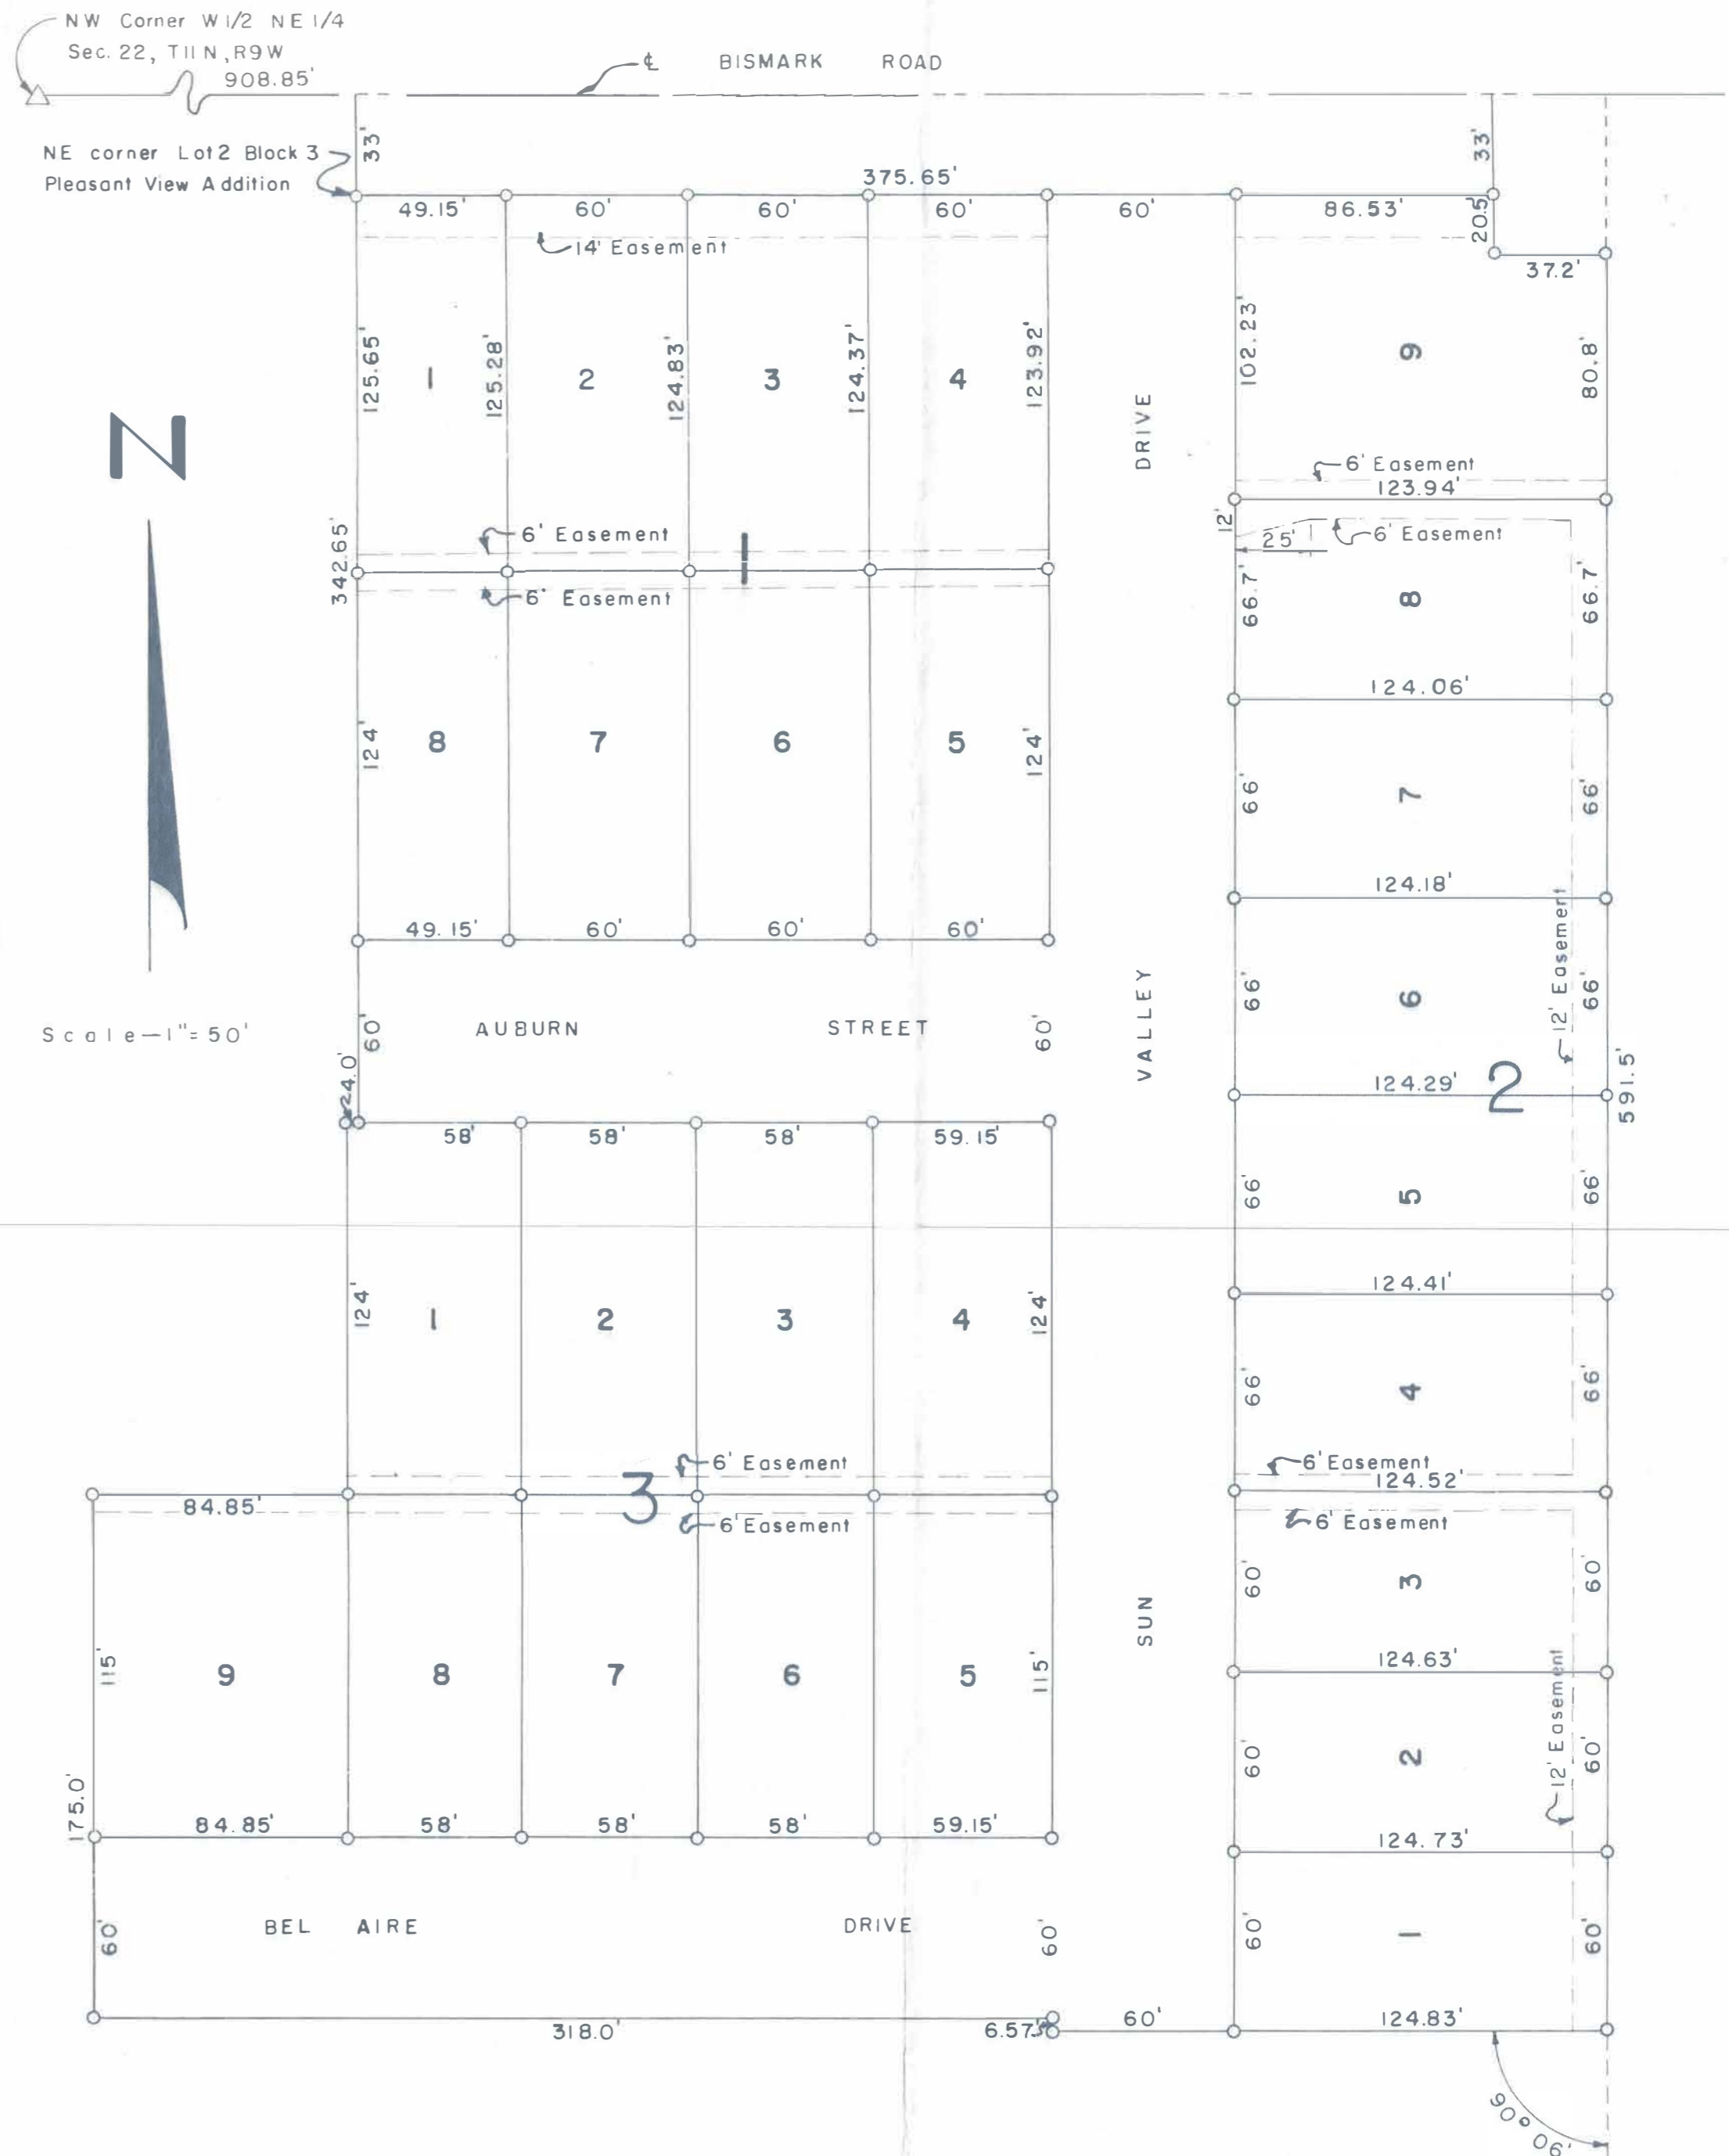 NW Corner W 1/2 NE 1/4
Sec. 22, T11N, R9W
908.85'
℄ BISMARK ROAD
NE corner Lot 2 Block 3
Pleasant View Addition
33'
33'
375.65'
49.15' 60' 60' 60' 60' 86.53'
20.5'
37.2'
14' Easement
125.65' 125.28' 124.83' 124.37' 123.92' 102.23' 80.8'
1 2 3 4 9
N
6' Easement
123.94'
12'
25'
6' Easement
6' Easement
1
6' Easement
342.65'
66.7' 8 66.7'
124.06'
124' 8 7 6 5 124'
66' 7 66'
124.18'
49.15' 60' 60' 60'
12' Easement
66' 6 66'
Scale—1"=50'
60' AUBURN STREET 60'
SUN VALLEY DRIVE
124.29' 2
591.5'
24.0'
58' 58' 58' 59.15'
66' 5 66'
124.41'
124' 1 2 3 4 124'
66' 4 66'
6' Easement
6' Easement
124.52'
84.85' 3
6' Easement
6' Easement
60' 3 60'
124.63'
115' 9 8 7 6 5 115'
12' Easement
60' 2 60'
175.0'
84.85' 58' 58' 58' 59.15'
124.73'
60' BEL AIRE DRIVE 60'
60' 1 60'
318.0' 6.57' 60' 124.83'
90° 06'